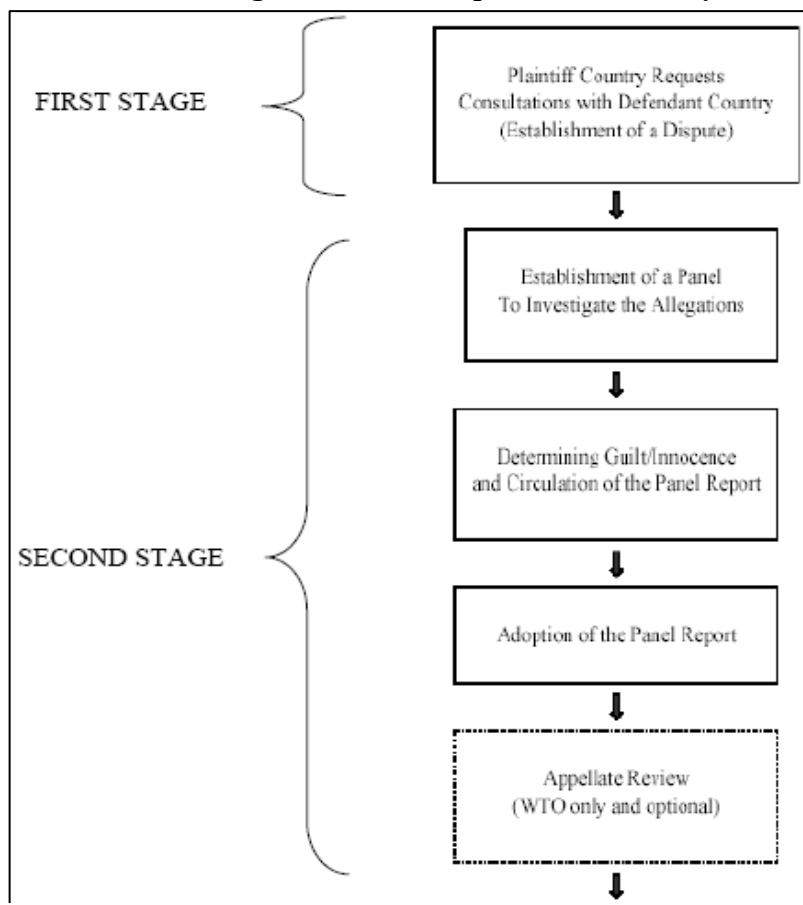 FIRST STAGE
Plaintiff Country Requests
Consultations with Defendant Country
(Establishment of a Dispute)
Establishment of a Panel
To Investigate the Allegations
Determining Guilt/Innocence
and Circulation of the Panel Report
SECOND STAGE
Adoption of the Panel Report
Appellate Review
(WTO only and optional)